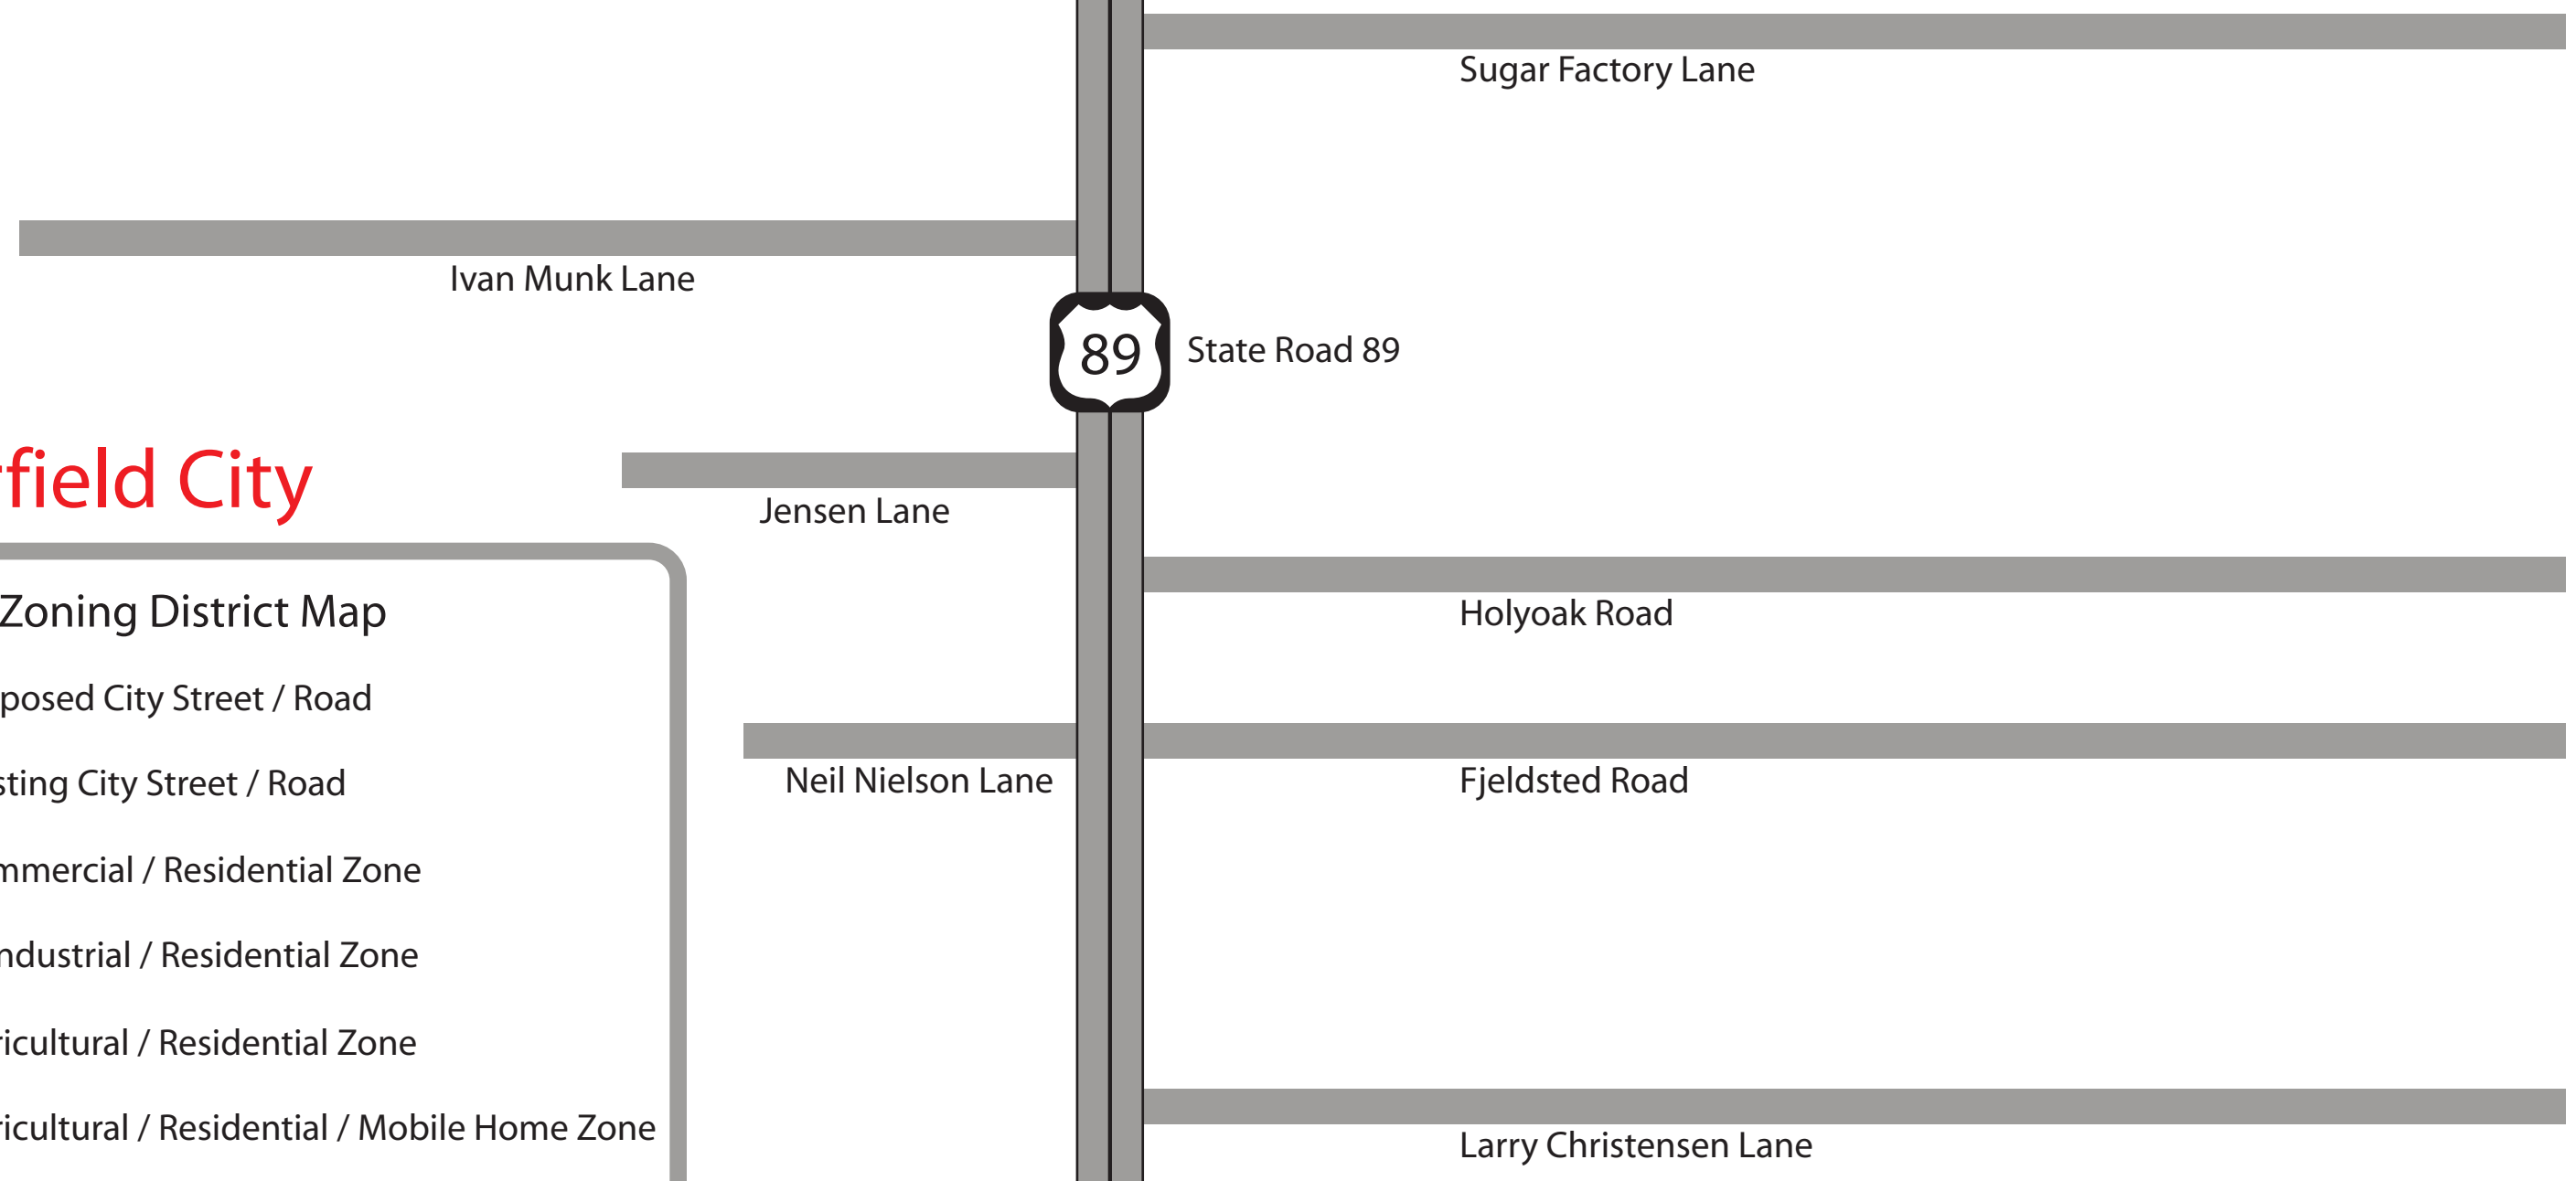 Sugar Factory Lane
Ivan Munk Lane
89
State Road 89
field City
Jensen Lane
Zoning District Map
Holyoak Road
posed City Street / Road
Neil Nielson Lane
Fjeldsted Road
sting City Street / Road
mmercial / Residential Zone
ndustrial / Residential Zone
ricultural / Residential Zone
ricultural / Residential / Mobile Home Zone
Larry Christensen Lane